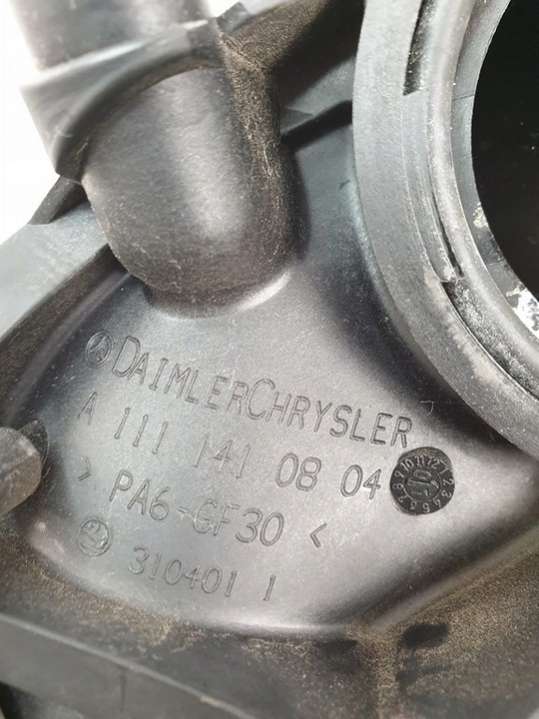 DAIMLERCHRYSLER
A 111 141 08 04
> PA6-GF30 <
310401 1